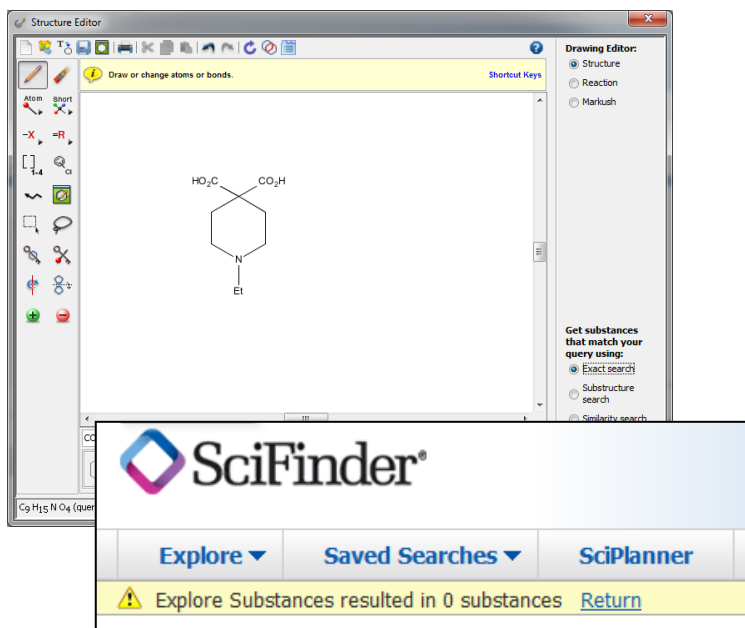 Structure Editor
Draw or change atoms or bonds.
Shortcut Keys
Drawing Editor:
Structure
Reaction
Markush
Atom Short
-X =R
1-4 Cl
HO₂C CO₂H
N
Et
Get substances
that match your
query using:
Exact search
Substructure
search
Similarity search
C₉ H₁₅ N O₄ (quer
SciFinder®
Explore
Saved Searches
SciPlanner
Explore Substances resulted in 0 substances Return